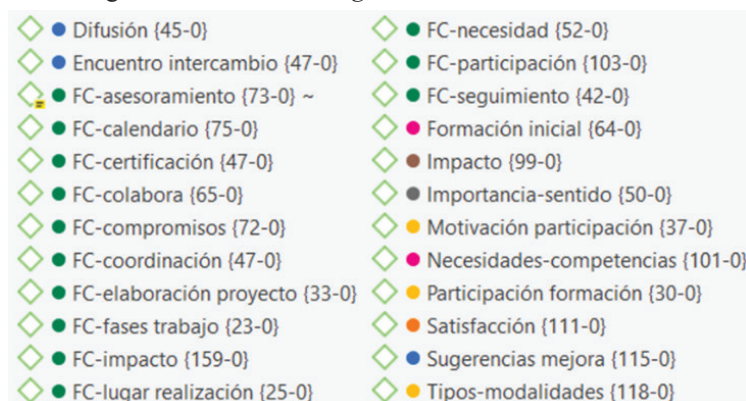 Difusión {45-0}
Encuentro intercambio {47-0}
FC-asesoramiento {73-0} ~
FC-calendario {75-0}
FC-certificación {47-0}
FC-colabora {65-0}
FC-compromisos {72-0}
FC-coordinación {47-0}
FC-elaboración proyecto {33-0}
FC-fases trabajo {23-0}
FC-impacto {159-0}
FC-lugar realización {25-0}
FC-necesidad {52-0}
FC-participación {103-0}
FC-seguimiento {42-0}
Formación inicial {64-0}
Impacto {99-0}
Importancia-sentido {50-0}
Motivación participación {37-0}
Necesidades-competencias {101-0}
Participación formación {30-0}
Satisfacción {111-0}
Sugerencias mejora {115-0}
Tipos-modalidades {118-0}